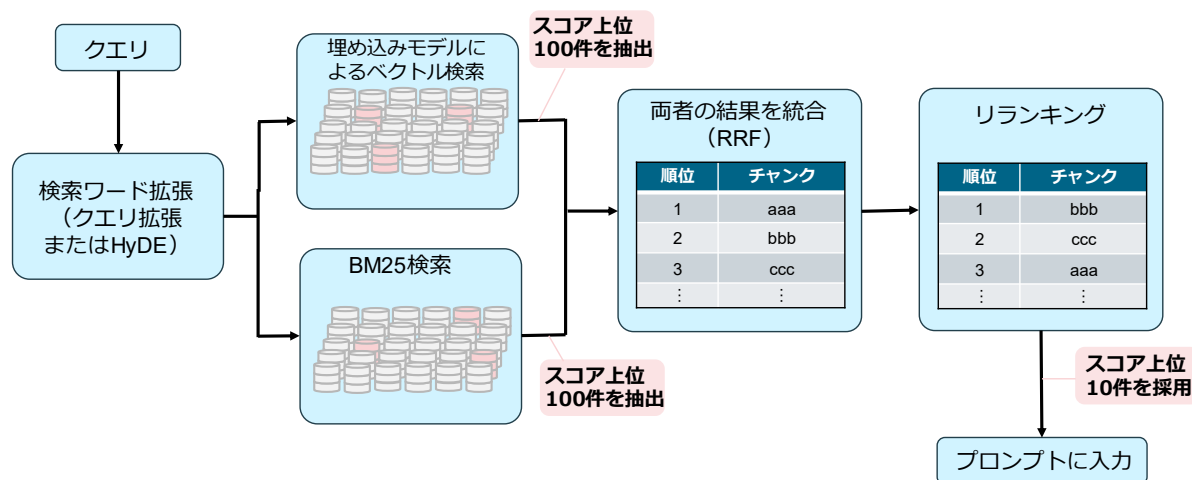 クエリ
検索ワード拡張
（クエリ拡張
またはHyDE）
埋め込みモデルに
よるベクトル検索
スコア上位
100件を抽出
BM25検索
スコア上位
100件を抽出
両者の結果を統合
（RRF）
順位 チャンク
1 aaa
2 bbb
3 ccc
⋮ ⋮
リランキング
順位 チャンク
1 bbb
2 ccc
3 aaa
⋮ ⋮
スコア上位
10件を採用
プロンプトに入力